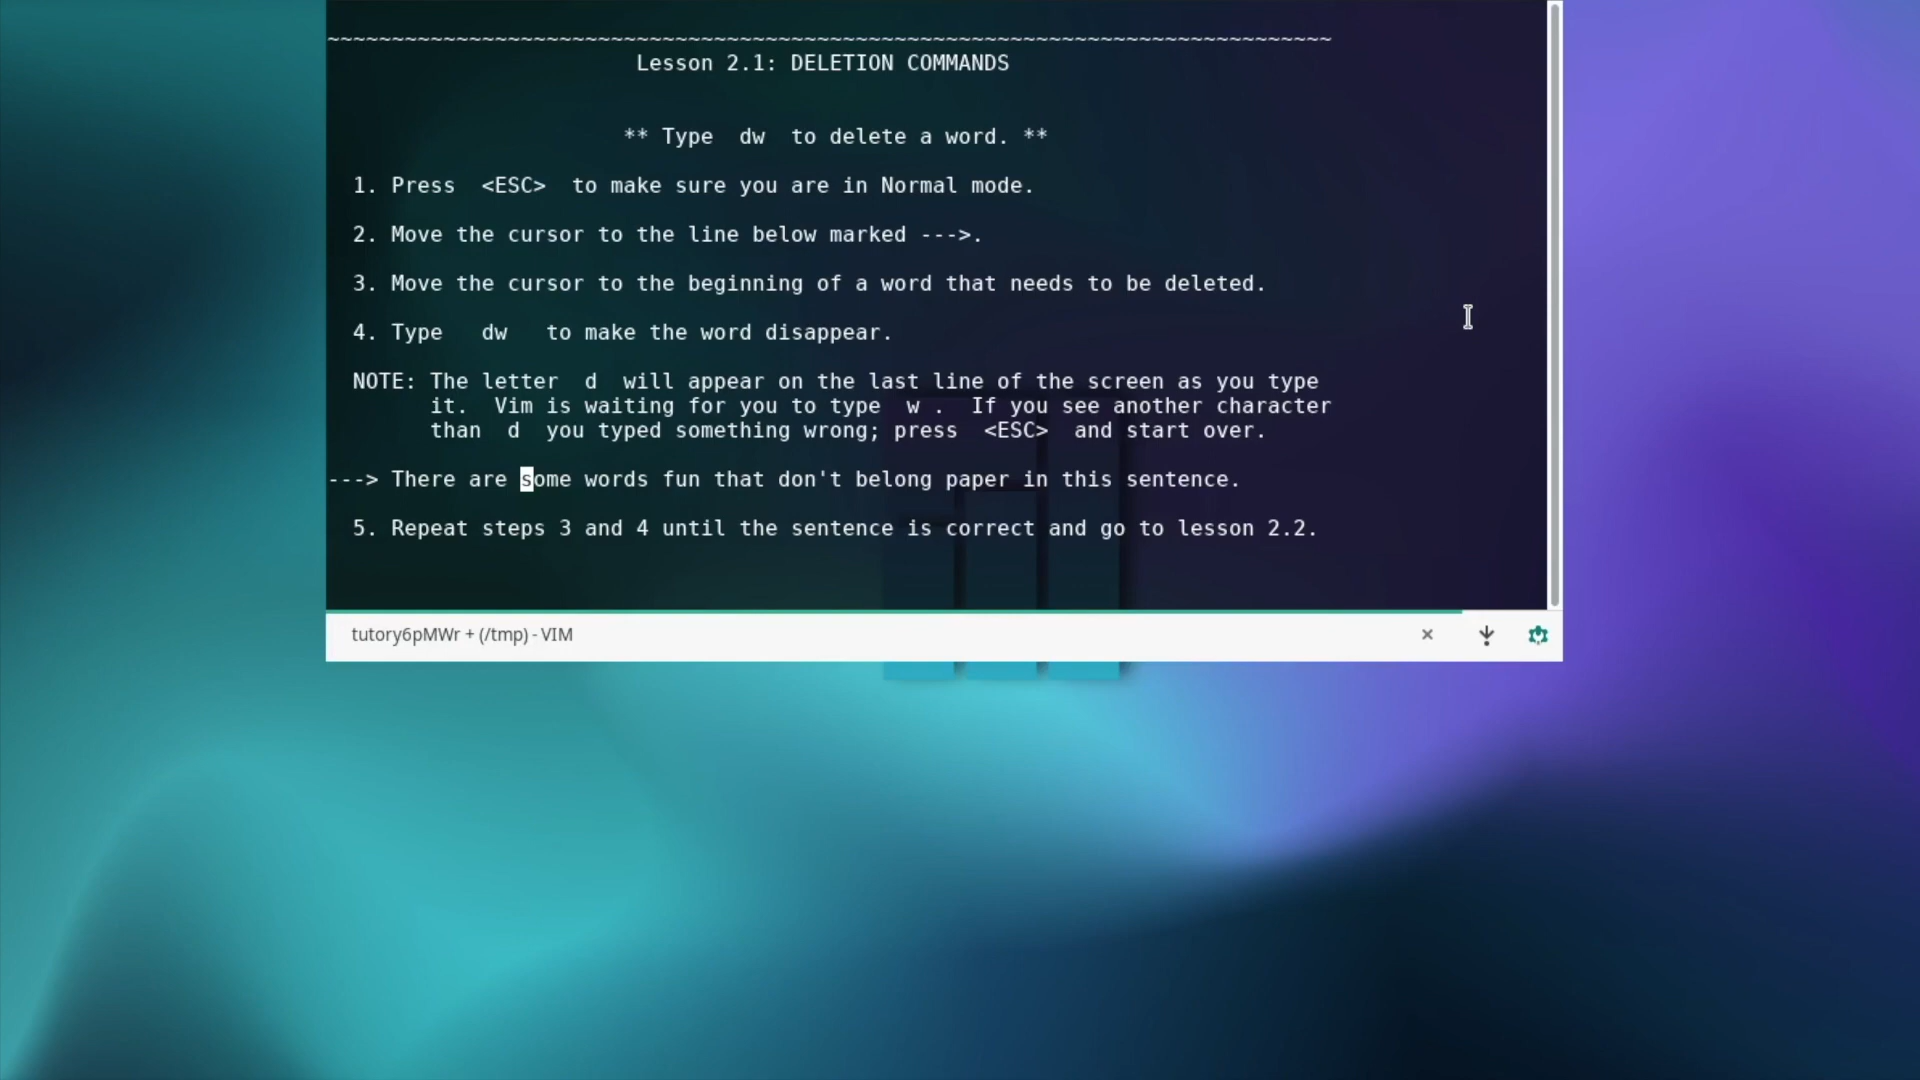 ~~~~~~~~~~~~~~~~~~~~~~~~~~~~~~~~~~~~~~~~~~~~~~~~~~~~~~~~~~~~~~~~~~~~~~~~~~~~~~
Lesson 2.1: DELETION COMMANDS
** Type  dw  to delete a word. **
1. Press  <ESC>  to make sure you are in Normal mode.
2. Move the cursor to the line below marked --->.
3. Move the cursor to the beginning of a word that needs to be deleted.
4. Type   dw   to make the word disappear.
NOTE: The letter  d  will appear on the last line of the screen as you type
it.  Vim is waiting for you to type  w .  If you see another character
than  d  you typed something wrong; press  <ESC>  and start over.
---> There are some words fun that don't belong paper in this sentence.
5. Repeat steps 3 and 4 until the sentence is correct and go to lesson 2.2.
tutory6pMWr + (/tmp) - VIM